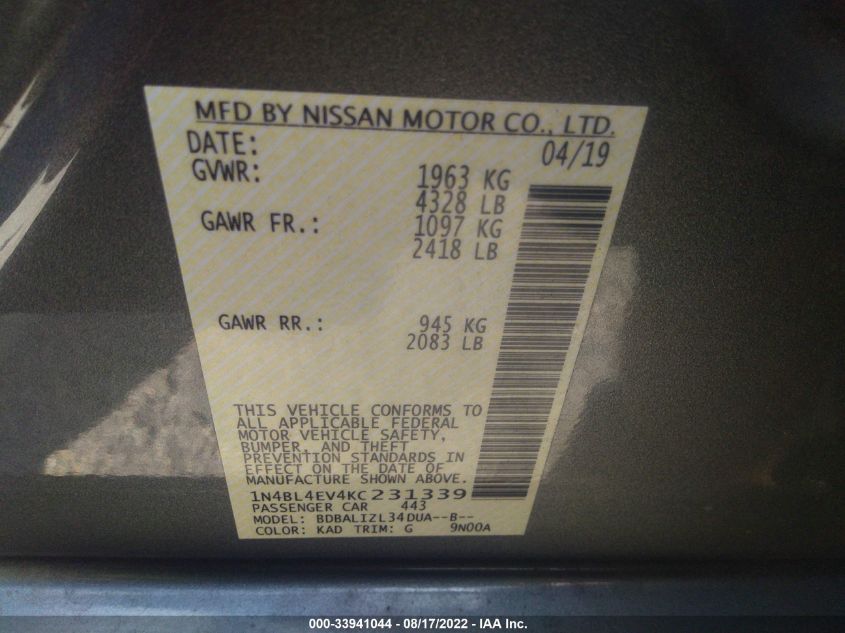 MFD BY NISSAN MOTOR CO., LTD.
DATE: 04/19
GVWR: 1963 KG
4328 LB
GAWR FR.: 1097 KG
2418 LB
GAWR RR.: 945 KG
2083 LB
THIS VEHICLE CONFORMS TO
ALL APPLICABLE FEDERAL
MOTOR VEHICLE SAFETY,
BUMPER, AND THEFT
PREVENTION STANDARDS IN
EFFECT ON THE DATE OF
MANUFACTURE SHOWN ABOVE.
1N4BL4EV4KC231339
PASSENGER CAR 443
MODEL: BDBALIZL34DUA--B--
COLOR: KAD TRIM: G 9N00A
000-33941044 / 08/17/2022 - IAA Inc.